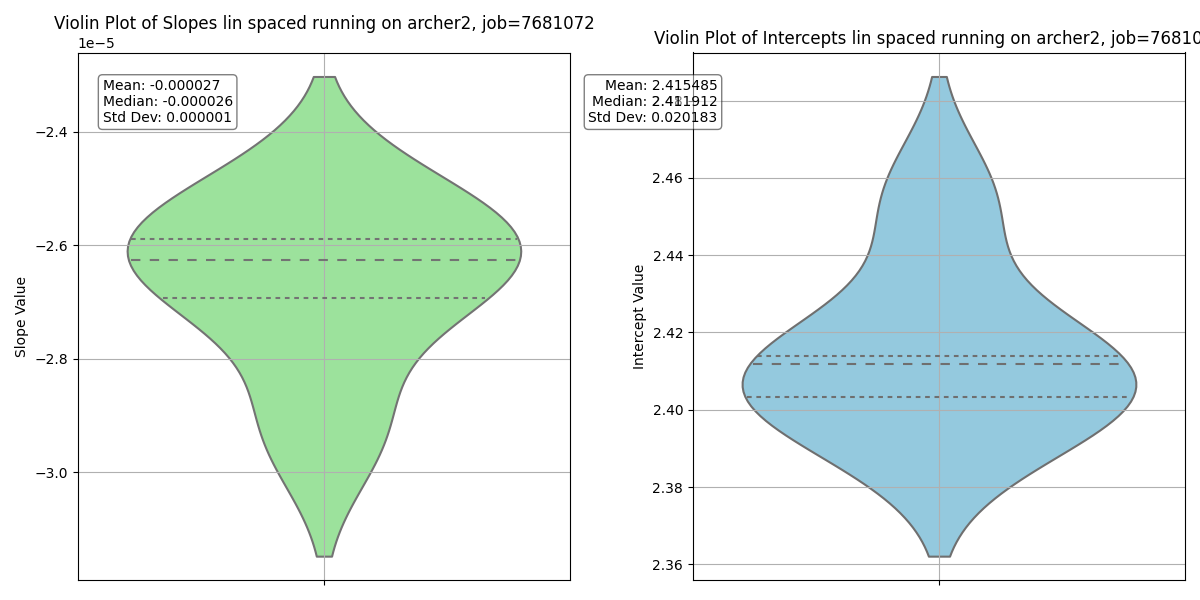 Violin Plot of Slopes lin spaced running on archer2, job=7681072
1e−5
Mean: -0.000027
Median: -0.000026
Std Dev: 0.000001
−2.4
−2.6
−2.8
−3.0
Slope Value
Violin Plot of Intercepts lin spaced running on archer2, job=76810
Mean: 2.415485
Median: 2.411912
Std Dev: 0.020183
2.46
2.44
2.42
2.40
2.38
2.36
Intercept Value